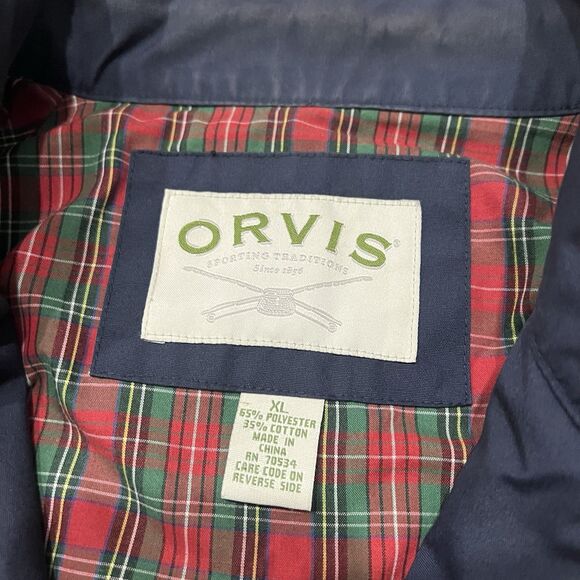 ORVIS®
SPORTING TRADITIONS
Since 1856
XL
65% POLYESTER
35% COTTON
MADE IN
CHINA
RN 70534
CARE CODE ON
REVERSE SIDE